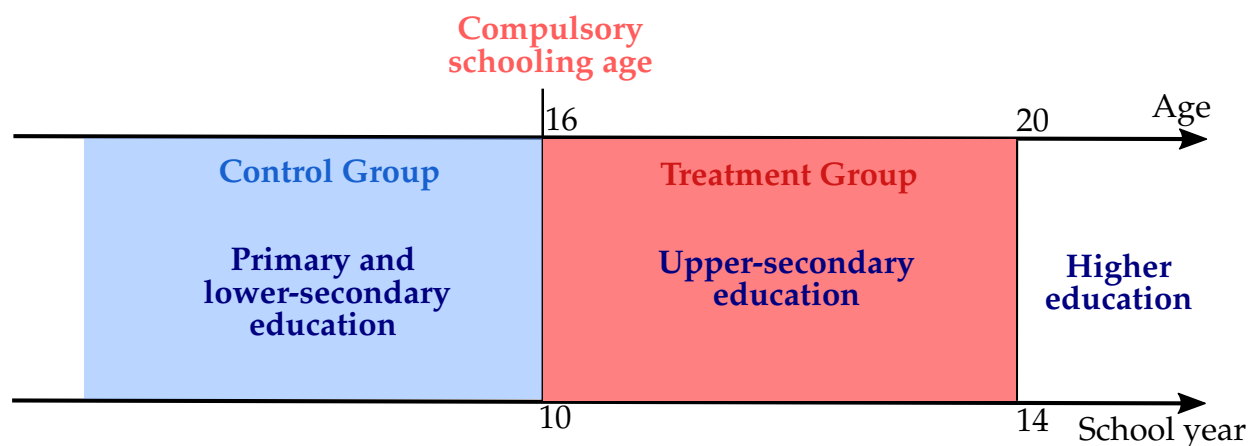 Compulsory
schooling age
16
20
Age
Control Group
Treatment Group
Primary and
lower-secondary
education
Upper-secondary
education
Higher
education
10
14
School year